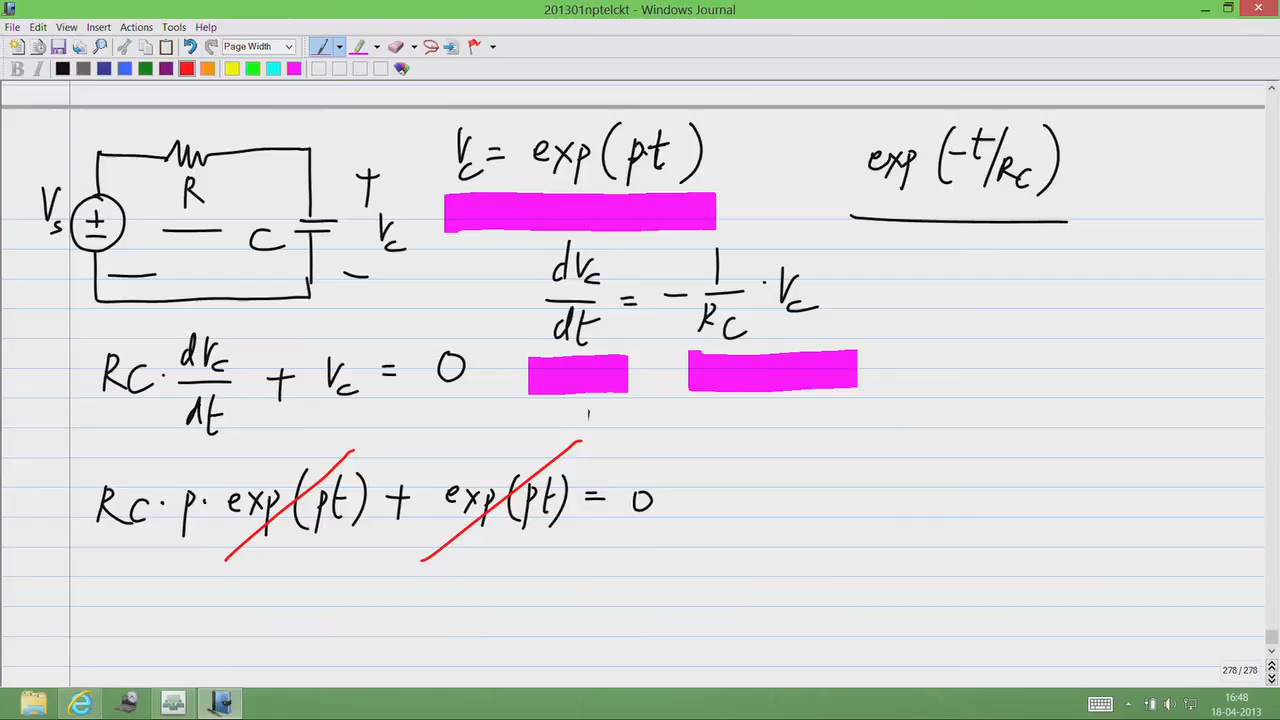 201301nptelckt - Windows Journal
File Edit View Insert Actions Tools Help
Page Width
B I
Vs + − R C + Vc −
Vc = exp(pt)
exp(-t/RC)
dVc/dt = - 1/RC · Vc
RC · dVc/dt + Vc = 0
RC · p · exp(pt) + exp(pt) = 0
278 / 278
16:48
18-04-2013